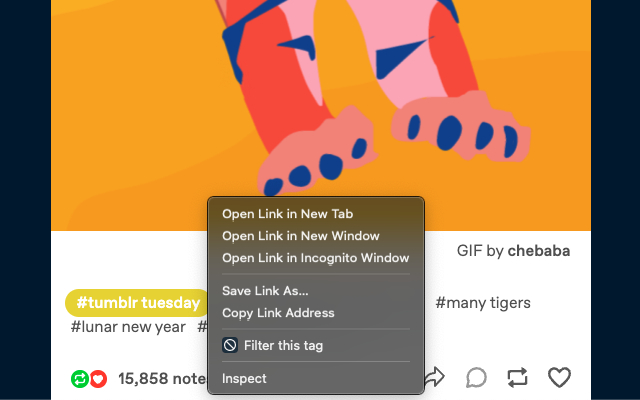 Open Link in New Tab
Open Link in New Window
Open Link in Incognito Window
Save Link As...
Copy Link Address
Filter this tag
Inspect
GIF by chebaba
#tumblr tuesday
#many tigers
#lunar new year #
15,858 notes